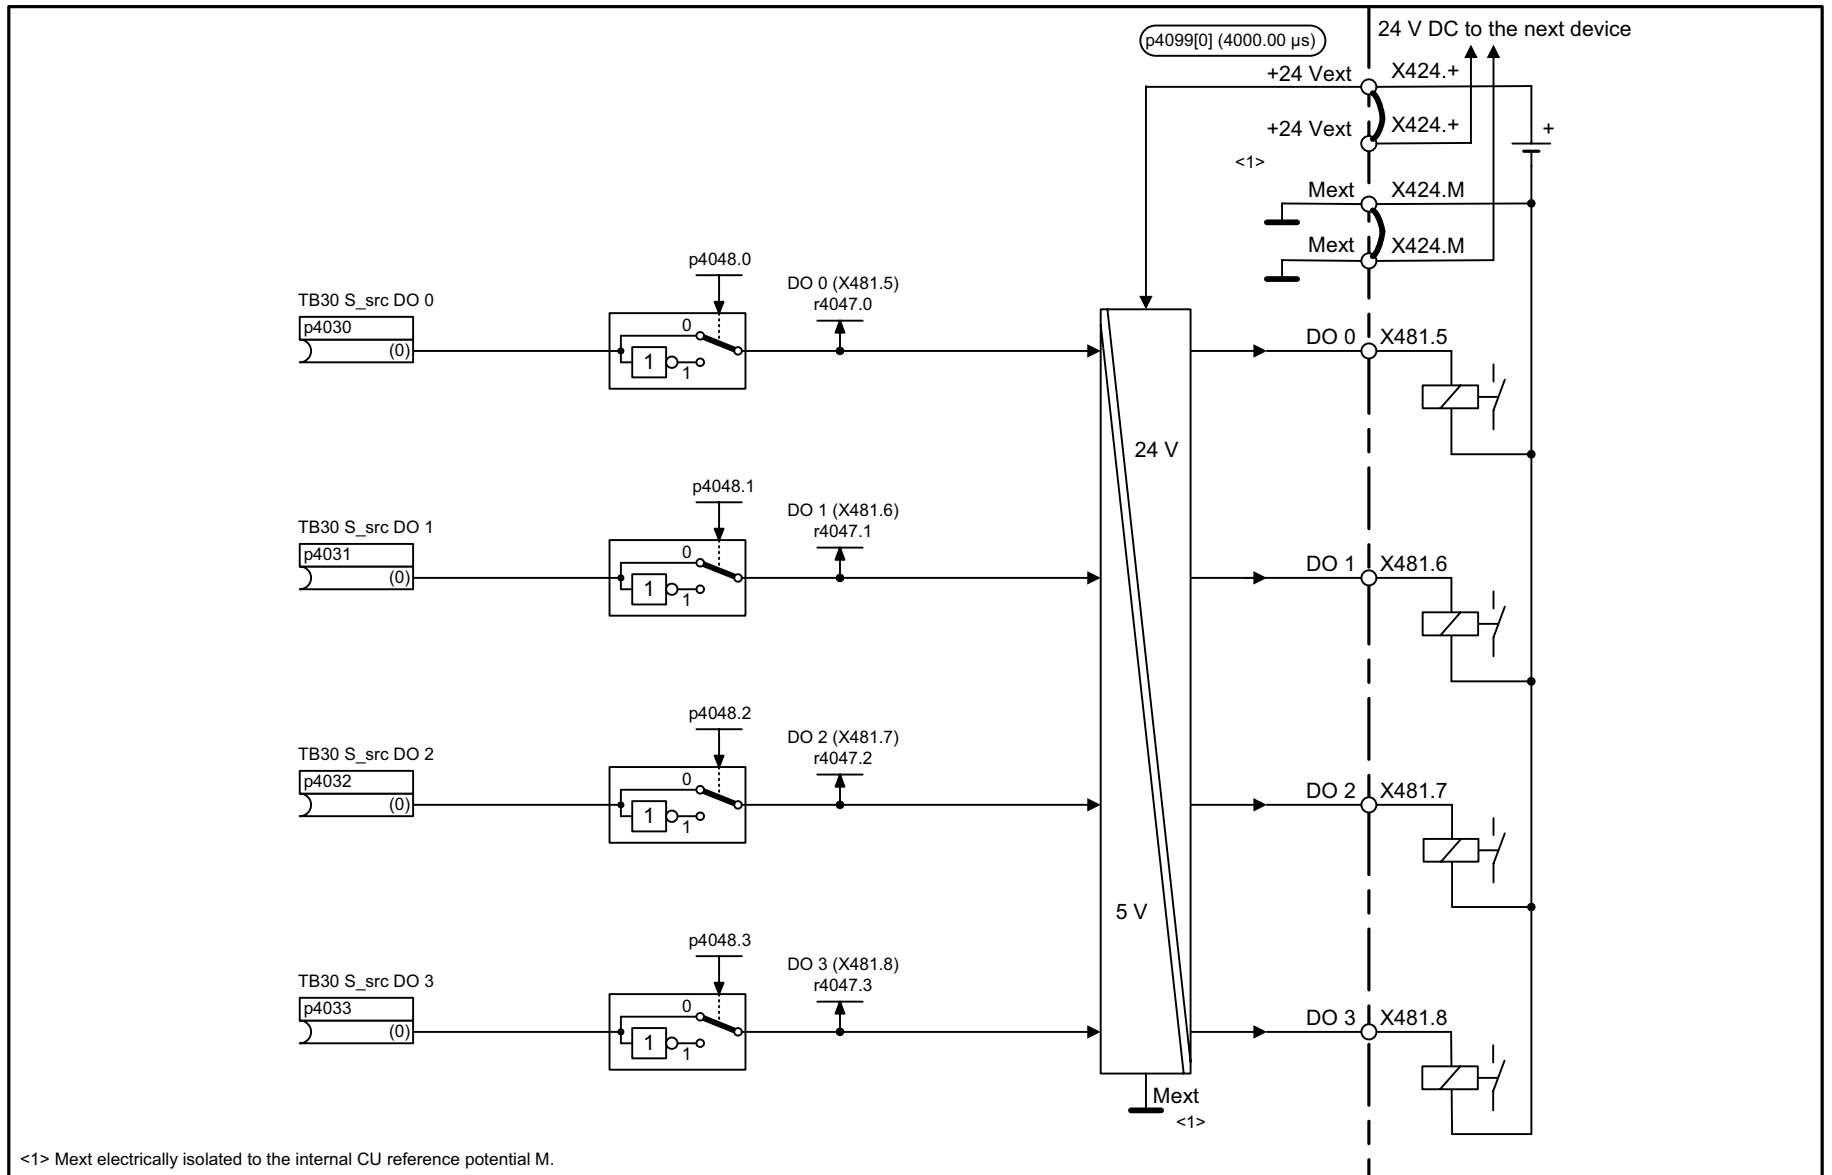 p4099[0] (4000.00 µs)
24 V DC to the next device
+24 Vext
X424.+
+24 Vext
X424.+
+
<1>
Mext
X424.M
Mext
X424.M
p4048.0
TB30 S_src DO 0
p4030
(0)
0
1
1
DO 0 (X481.5)
r4047.0
DO 0
X481.5
24 V
p4048.1
TB30 S_src DO 1
p4031
(0)
0
1
1
DO 1 (X481.6)
r4047.1
DO 1
X481.6
p4048.2
TB30 S_src DO 2
p4032
(0)
0
1
1
DO 2 (X481.7)
r4047.2
DO 2
X481.7
5 V
p4048.3
TB30 S_src DO 3
p4033
(0)
0
1
1
DO 3 (X481.8)
r4047.3
DO 3
X481.8
Mext
<1>
<1> Mext electrically isolated to the internal CU reference potential M.